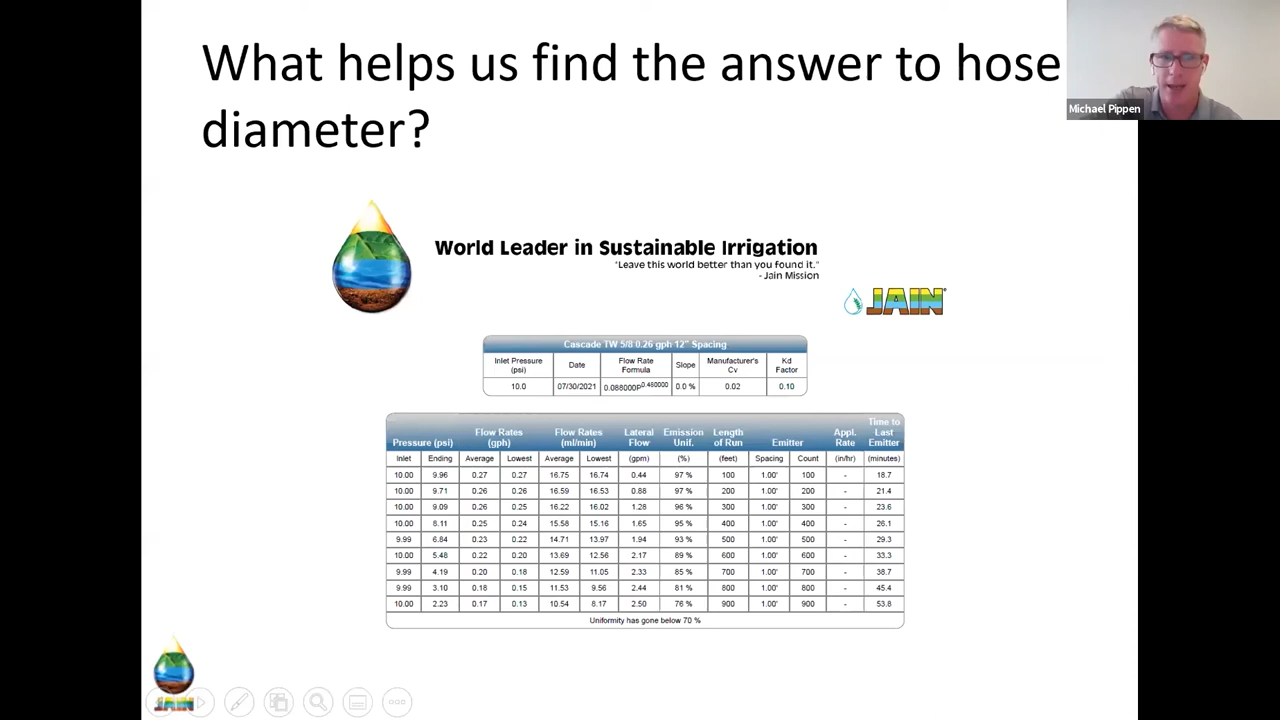 What helps us find the answer to hose
diameter?
Michael Pippen
World Leader in Sustainable Irrigation
"Leave this world better than you found it."
- Jain Mission
JAIN®
Cascade TW 5/8 0.26 gph 12" Spacing
Inlet Pressure (psi) Date Flow Rate Formula Slope Manufacturer's Cv Kd Factor
10.0 07/30/2021 0.088000P^0.460000 0.0 % 0.02 0.10
Pressure (psi) Flow Rates (gph) Flow Rates (ml/min) Lateral Flow Emission Unif. Length of Run Emitter Appl. Rate Time to Last Emitter
Inlet Ending Average Lowest Average Lowest (gpm) (%) (feet) Spacing Count (in/hr) (minutes)
10.00 9.96 0.27 0.27 16.75 16.74 0.44 97 % 100 1.00' 100 - 18.7
10.00 9.71 0.26 0.26 16.59 16.53 0.88 97 % 200 1.00' 200 - 21.4
10.00 9.09 0.26 0.25 16.22 16.02 1.28 96 % 300 1.00' 300 - 23.6
10.00 8.11 0.25 0.24 15.58 15.16 1.65 95 % 400 1.00' 400 - 26.1
9.99 6.84 0.23 0.22 14.71 13.97 1.94 93 % 500 1.00' 500 - 29.3
10.00 5.48 0.22 0.20 13.69 12.56 2.17 89 % 600 1.00' 600 - 33.3
9.99 4.19 0.20 0.18 12.59 11.05 2.33 85 % 700 1.00' 700 - 38.7
9.99 3.10 0.18 0.15 11.53 9.56 2.44 81 % 800 1.00' 800 - 45.4
10.00 2.23 0.17 0.13 10.54 8.17 2.50 76 % 900 1.00' 900 - 53.8
Uniformity has gone below 70 %
JAIN